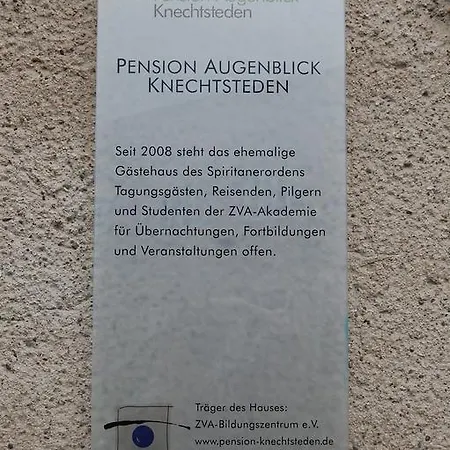 Knechtsteden
PENSION AUGENBLICK
KNECHTSTEDEN
Seit 2008 steht das ehemalige
Gästehaus des Spiritanerordens
Tagungsgästen, Reisenden, Pilgern
und Studenten der ZVA-Akademie
für Übernachtungen, Fortbildungen
und Veranstaltungen offen.
Träger des Hauses:
ZVA-Bildungszentrum e.V.
www.pension-knechtsteden.de